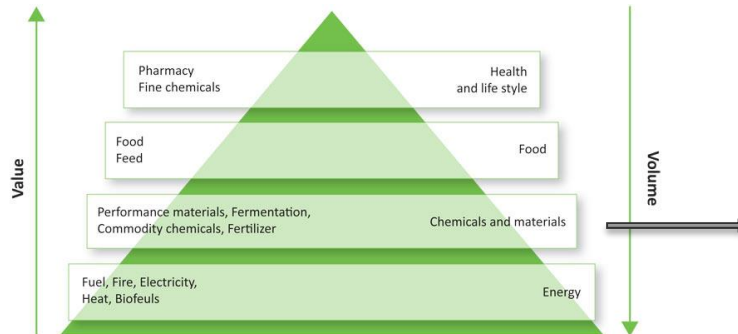 Pharmacy
Fine chemicals
Health
and life style
Food
Feed
Food
Performance materials, Fermentation,
Commodity chemicals, Fertilizer
Chemicals and materials
Fuel, Fire, Electricity,
Heat, Biofeuls
Energy
Value
Volume